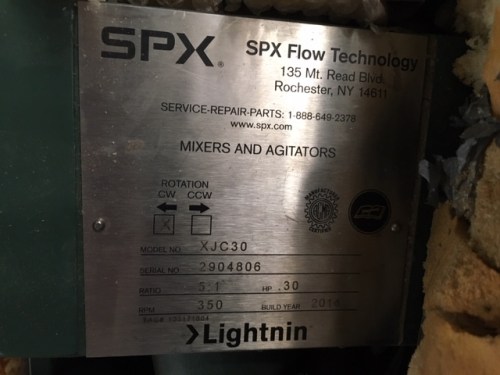 SPX
SPX Flow Technology
135 Mt. Read Blvd.
Rochester, NY 14611
SERVICE-REPAIR-PARTS: 1-888-649-2378
www.spx.com
MIXERS AND AGITATORS
ROTATION
CW CCW
X
MODEL NO. XJC30
SERIAL NO. 2904806
RATIO 5:1 HP .30
RPM 350 BUILD YEAR
Lightnin